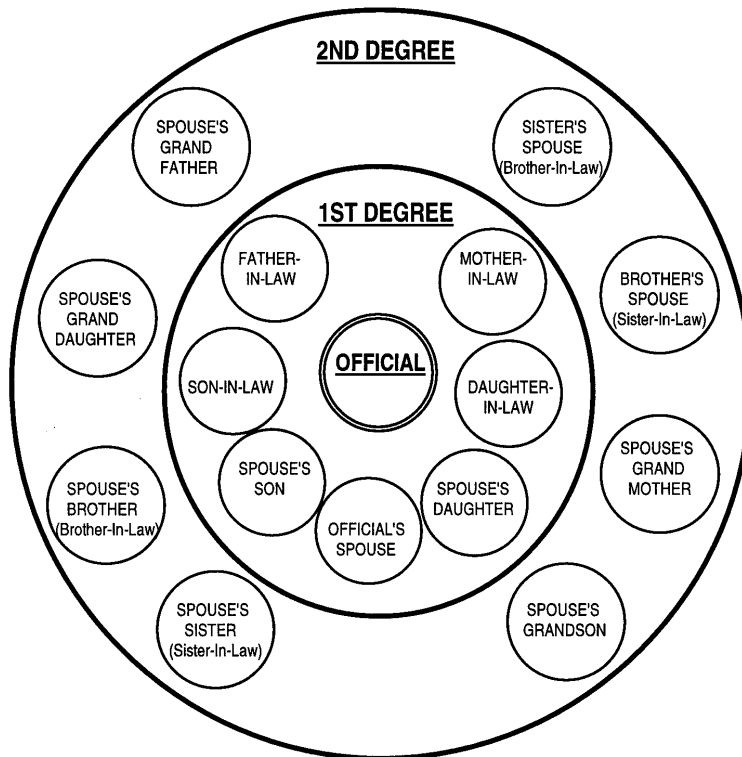 2ND DEGREE
SPOUSE'S
GRAND
FATHER
SISTER'S
SPOUSE
(Brother-In-Law)
1ST DEGREE
FATHER-
IN-LAW
MOTHER-
IN-LAW
SPOUSE'S
GRAND
DAUGHTER
BROTHER'S
SPOUSE
(Sister-In-Law)
OFFICIAL
SON-IN-LAW
DAUGHTER-
IN-LAW
SPOUSE'S
SON
SPOUSE'S
DAUGHTER
SPOUSE'S
GRAND
MOTHER
SPOUSE'S
BROTHER
(Brother-In-Law)
OFFICIAL'S
SPOUSE
SPOUSE'S
SISTER
(Sister-In-Law)
SPOUSE'S
GRANDSON